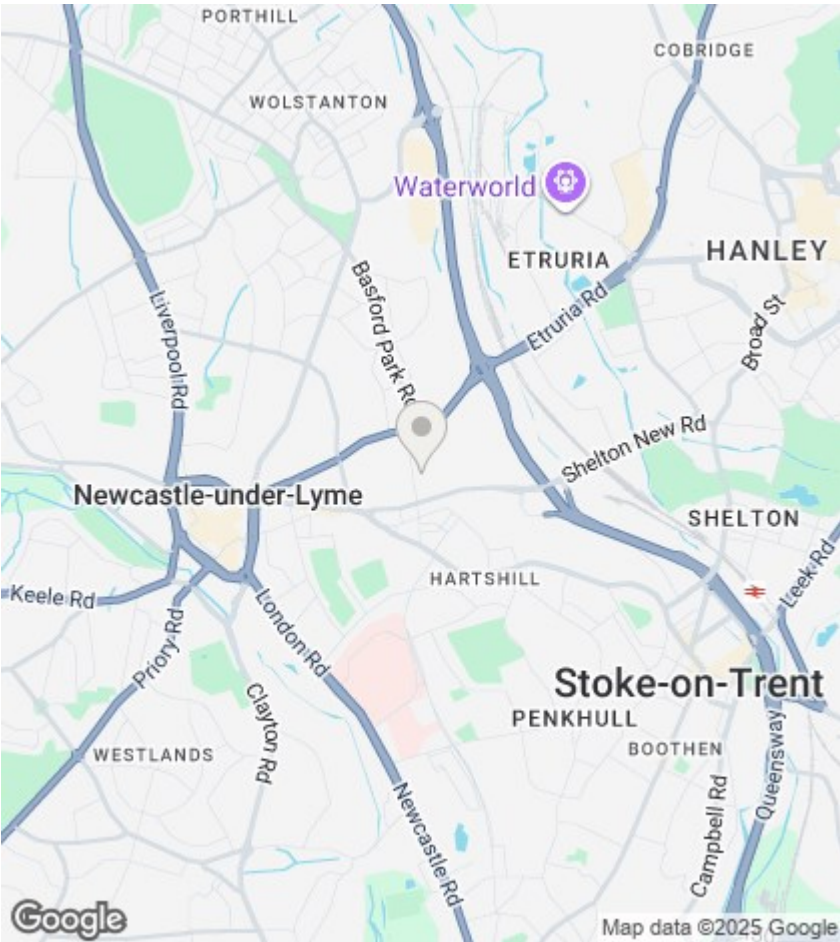 PORTHILL
COBRIDGE
WOLSTANTON
Waterworld
ETRURIA
HANLEY
Basford Park Rd
Liverpool Rd
Etruria Rd
Broad St
Shelton New Rd
Newcastle-under-Lyme
SHELTON
HARTSHILL
Keele Rd
Leek Rd
London Rd
Priory Rd
Stoke-on-Trent
PENKHULL
Clayton Rd
WESTLANDS
BOOTHEN
Queensway
Campbell Rd
Newcastle Rd
Google
Map data ©2025 Google